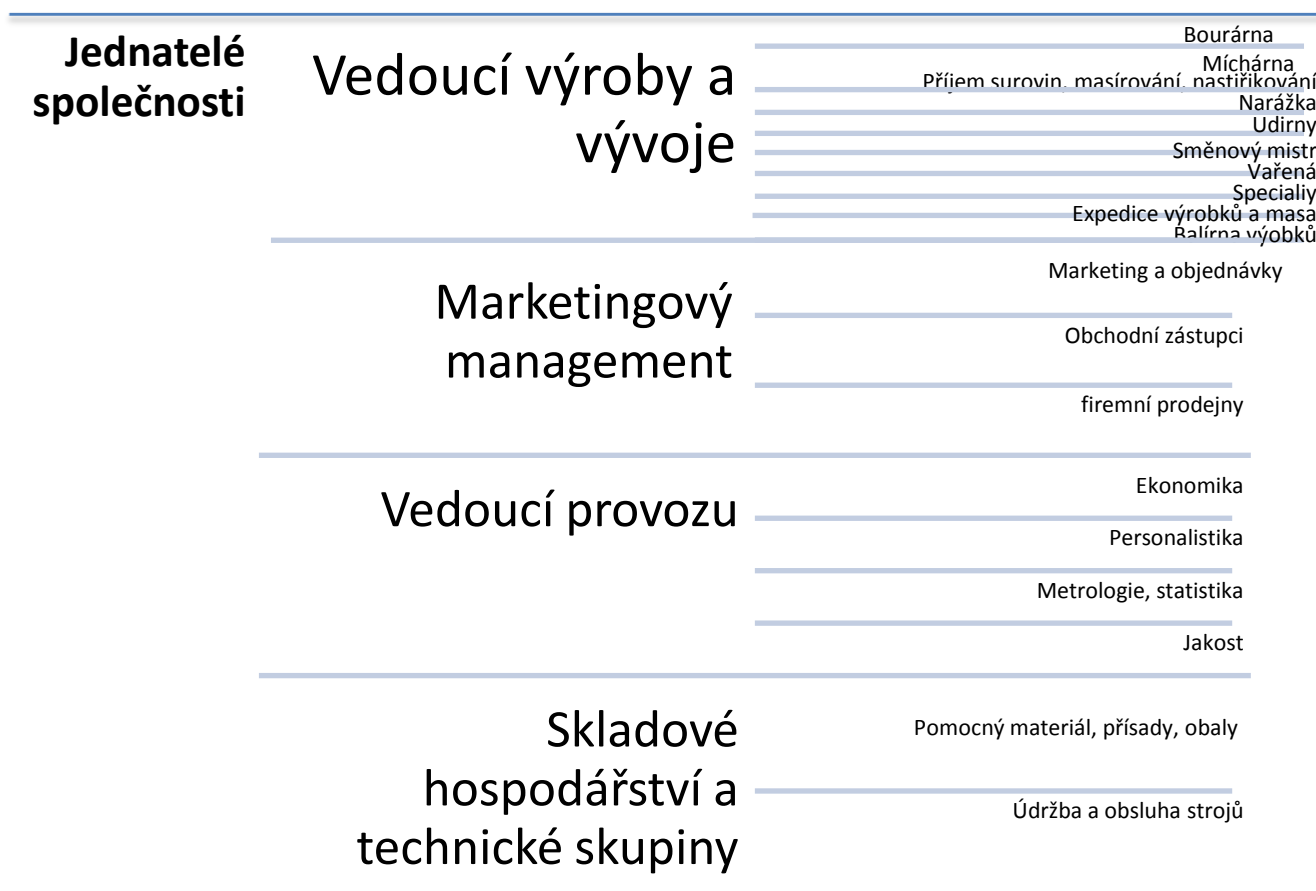 Jednatelé
společnosti
Vedoucí výroby a
vývoje
Bourárna
Míchárna
Příjem surovin, masírování, nastřikování
Narážka
Udirny
Směnový mistr
Vařená
Specialiy
Expedice výrobků a masa
Balírna výobků
Marketingový
management
Marketing a objednávky
Obchodní zástupci
firemní prodejny
Vedoucí provozu
Ekonomika
Personalistika
Metrologie, statistika
Jakost
Skladové
hospodářství a
technické skupiny
Pomocný materiál, přísady, obaly
Údržba a obsluha strojů